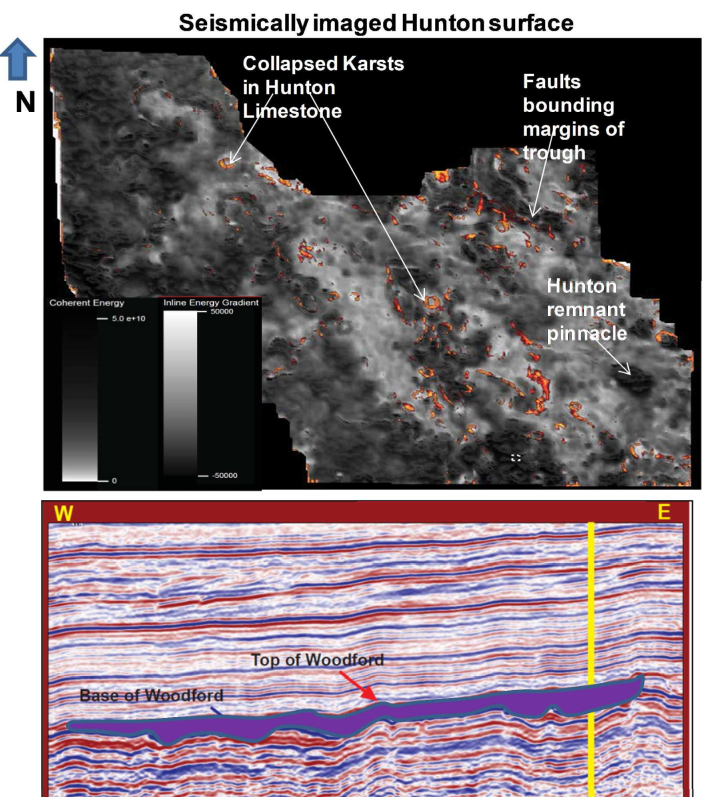 Seismically imaged Hunton surface
N
Collapsed Karsts
in Hunton
Limestone
Faults
bounding
margins of
trough
Hunton
remnant
pinnacle
Coherent Energy
5.0 e+10
0
Inline Energy Gradient
50000
-50000
W
E
Top of Woodford
Base of Woodford